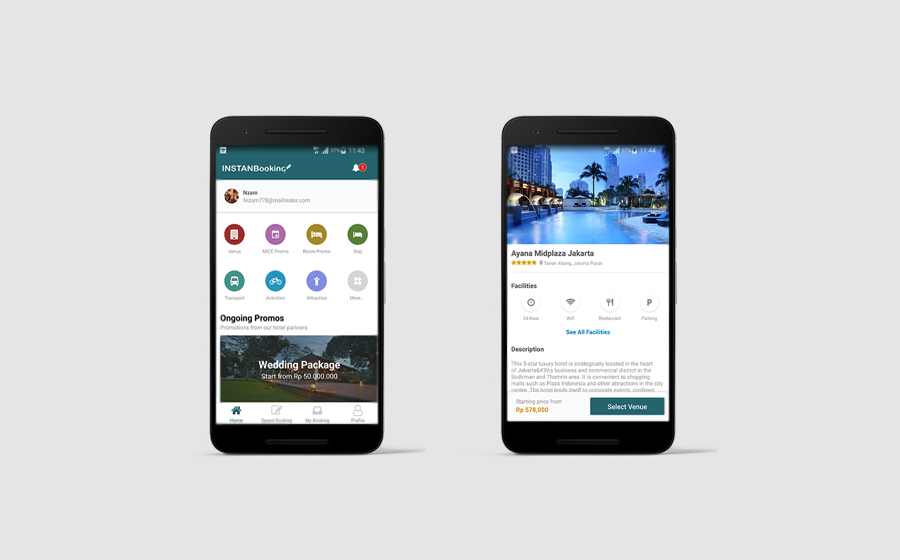 67% 11:43
INSTANBooking
1
Nzam
Nizam778@mailinator.com
Venue
MICE Promo
Room Promo
Stay
Transport
Activities
Attraction
More...
Ongoing Promos
Promotions from our hotel partners
Wedding Package
Start from Rp 50.000.000
Home
Speed Booking
My Booking
Profile
67% 11:44
Ayana Midplaza Jakarta
Tanah Abang, Jakarta Pusat
Facilities
24-hour
Wifi
Restaurant
P
Parking
See All Facilities
Description
This 5-star luxury hotel is strategically located in the heart
of Jakarta&#39;s business and commercial district in the
Sudirman and Thamrin area. It is convenient to shopping
malls such as Plaza Indonesia and other attractions in the city
centre. The hotel lends itself to corporate events, conferen
Starting price from
Rp 578,000
Select Venue